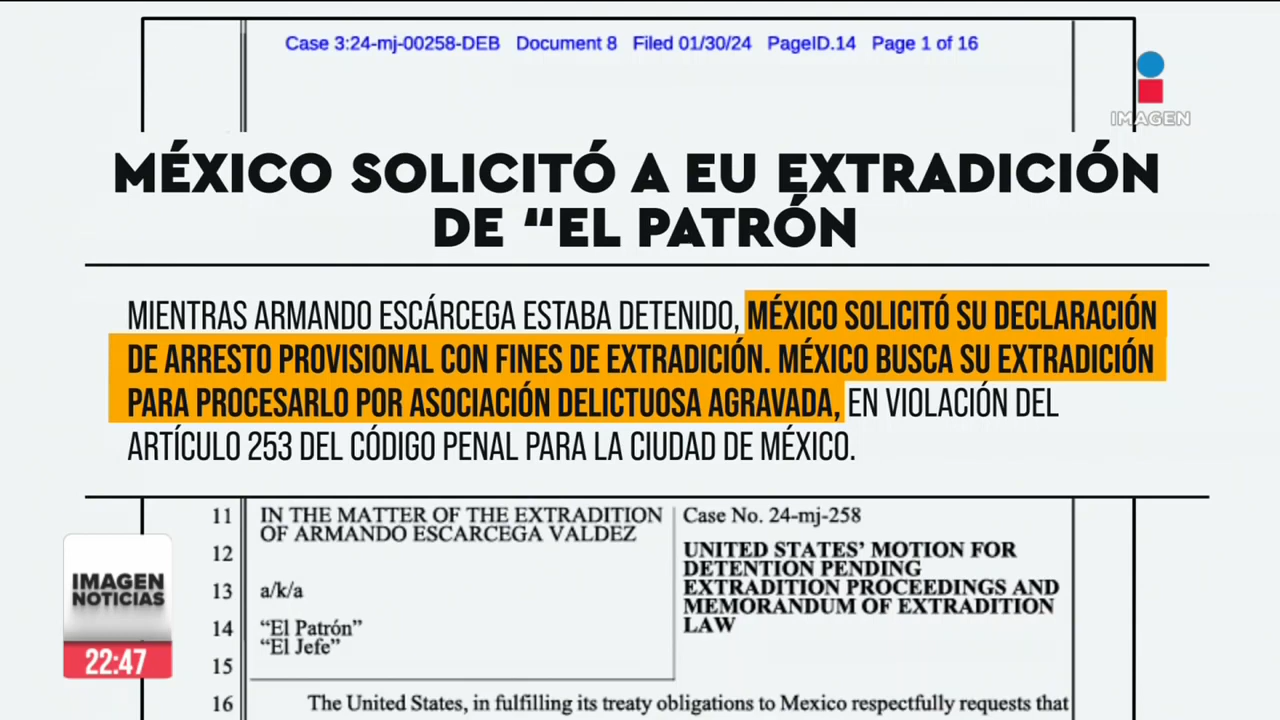 Case 3:24-mj-00258-DEB Document 8 Filed 01/30/24 PageID.14 Page 1 of 16
IMAGEN
MÉXICO SOLICITÓ A EU EXTRADICIÓN
DE “EL PATRÓN
MIENTRAS ARMANDO ESCÁRCEGA ESTABA DETENIDO, MÉXICO SOLICITÓ SU DECLARACIÓN
DE ARRESTO PROVISIONAL CON FINES DE EXTRADICIÓN. MÉXICO BUSCA SU EXTRADICIÓN
PARA PROCESARLO POR ASOCIACIÓN DELICTUOSA AGRAVADA, EN VIOLACIÓN DEL
ARTÍCULO 253 DEL CÓDIGO PENAL PARA LA CIUDAD DE MÉXICO.
11 IN THE MATTER OF THE EXTRADITION
OF ARMANDO ESCARCEGA VALDEZ
12
13 a/k/a
14 “El Patrón”
“El Jefe”
15
Case No. 24-mj-258
UNITED STATES’ MOTION FOR
DETENTION PENDING
EXTRADITION PROCEEDINGS AND
MEMORANDUM OF EXTRADITION
LAW
16 The United States, in fulfilling its treaty obligations to Mexico respectfully requests that
IMAGEN
NOTICIAS
22:47